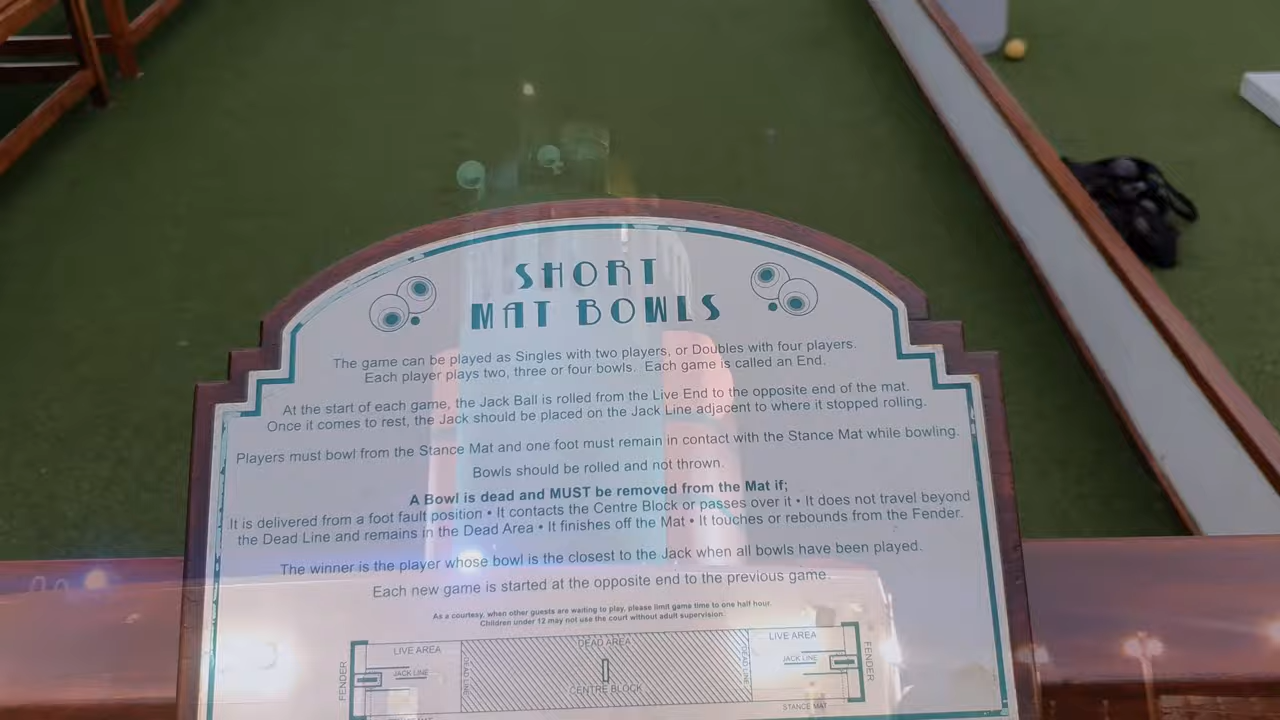 SHORT
MAT BOWLS
The game can be played as Singles with two players, or Doubles with four players.
Each player plays two, three or four bowls. Each game is called an End.
At the start of each game, the Jack Ball is rolled from the Live End to the opposite end of the mat.
Once it comes to rest, the Jack should be placed on the Jack Line adjacent to where it stopped rolling.
Players must bowl from the Stance Mat and one foot must remain in contact with the Stance Mat while bowling.
Bowls should be rolled and not thrown.
A Bowl is dead and MUST be removed from the Mat if;
It is delivered from a foot fault position • It contacts the Centre Block or passes over it • It does not travel beyond
the Dead Line and remains in the Dead Area • It finishes off the Mat • It touches or rebounds from the Fender.
The winner is the player whose bowl is the closest to the Jack when all bowls have been played.
Each new game is started at the opposite end to the previous game.
As a courtesy, when other guests are waiting to play, please limit game time to one half hour.
Children under 12 may not use the court without adult supervision.
FENDER
LIVE AREA
JACK LINE
DEAD LINE
DEAD AREA
CENTRE BLOCK
DEAD LINE
LIVE AREA
JACK LINE
STANCE MAT
FENDER